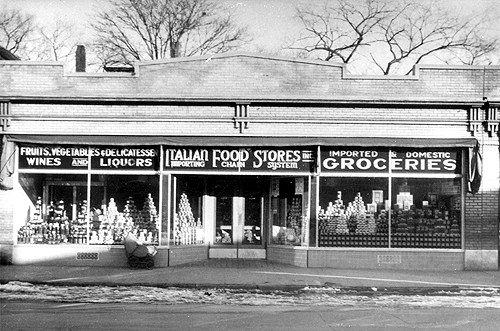 FRUITS, VEGETABLES & DELICATESSE
WINES AND LIQUORS
ITALIAN FOOD STORES INC
IMPORTING CHAIN SYSTEM
IMPORTED & DOMESTIC
GROCERIES